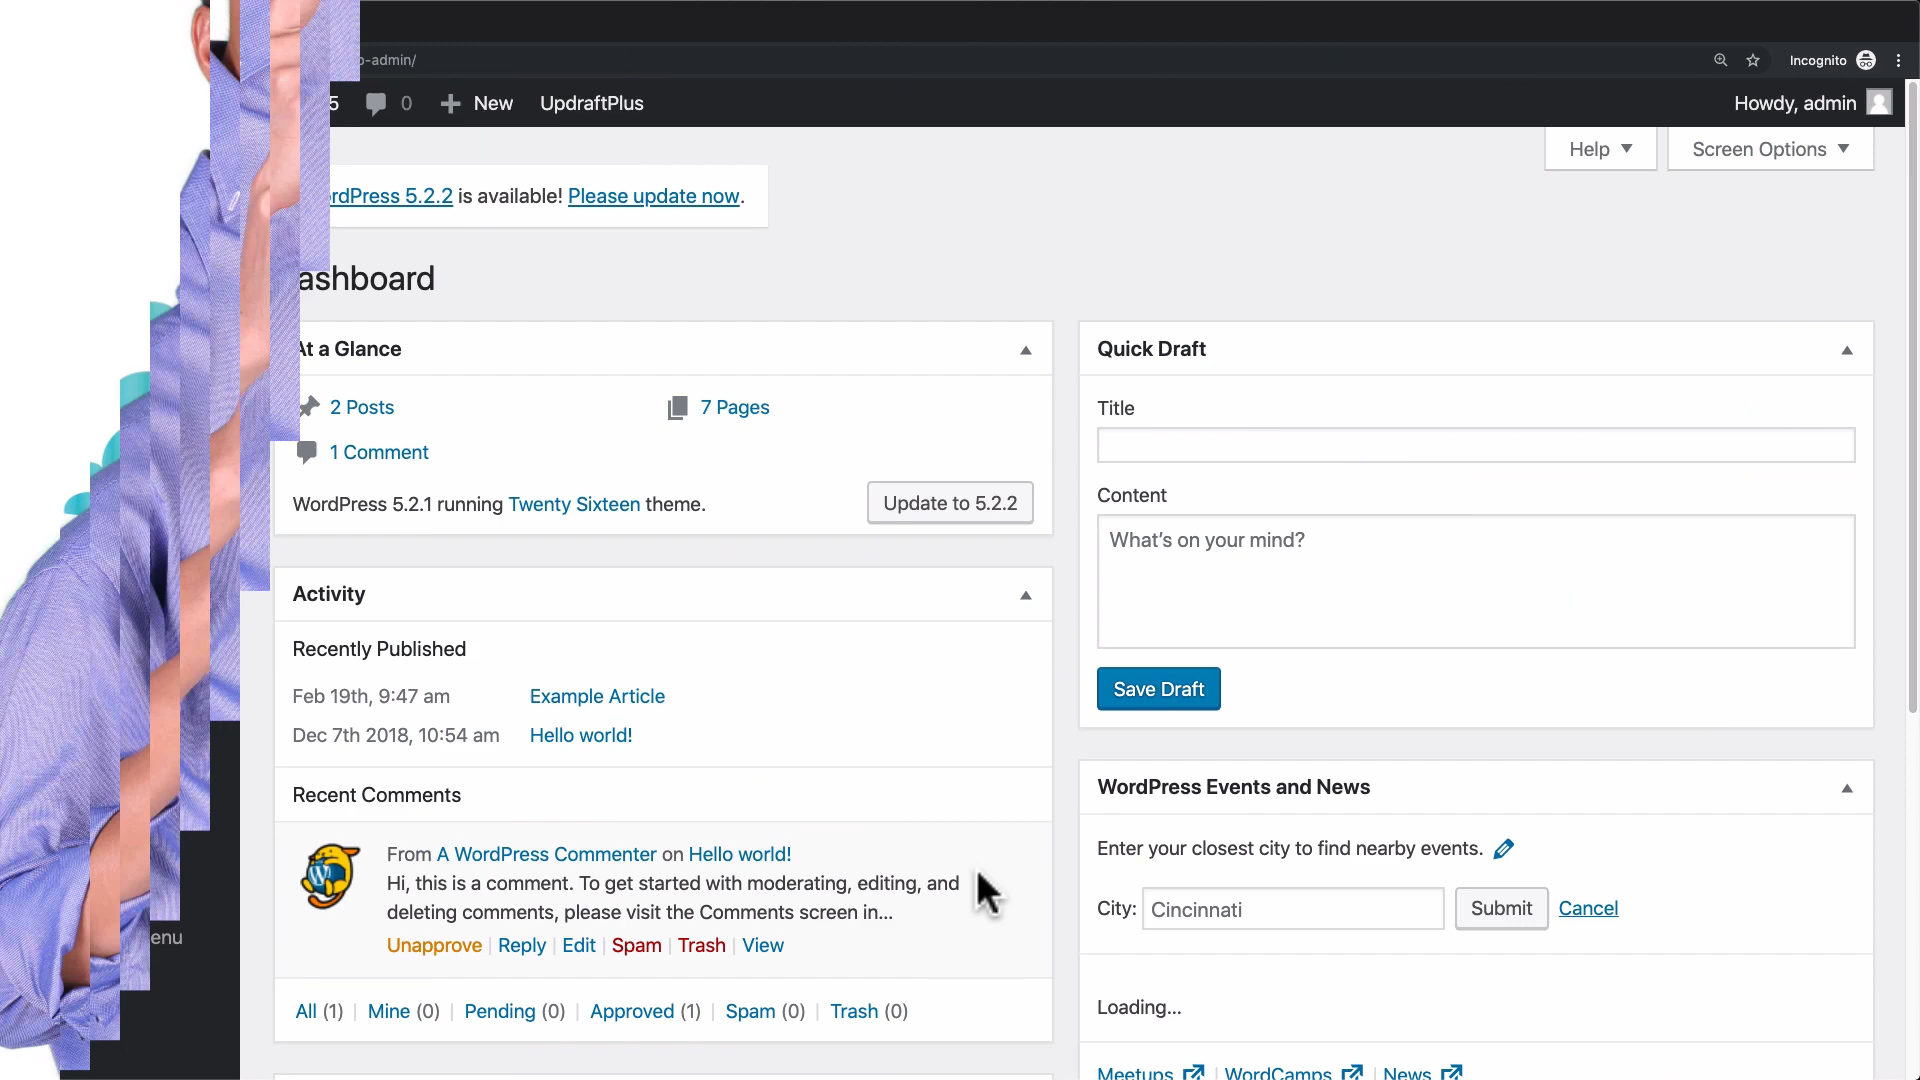 -admin/
Incognito
5 0 New UpdraftPlus
Howdy, admin
Help
Screen Options
rdPress 5.2.2 is available! Please update now.
ashboard
At a Glance
2 Posts
7 Pages
1 Comment
WordPress 5.2.1 running Twenty Sixteen theme.
Update to 5.2.2
Activity
Recently Published
Feb 19th, 9:47 am Example Article
Dec 7th 2018, 10:54 am Hello world!
Recent Comments
From A WordPress Commenter on Hello world!
Hi, this is a comment. To get started with moderating, editing, and
deleting comments, please visit the Comments screen in...
Unapprove | Reply | Edit | Spam | Trash | View
All (1) | Mine (0) | Pending (0) | Approved (1) | Spam (0) | Trash (0)
enu
Quick Draft
Title
Content
What's on your mind?
Save Draft
WordPress Events and News
Enter your closest city to find nearby events.
City: Cincinnati Submit Cancel
Loading...
Meetups | WordCamps | News